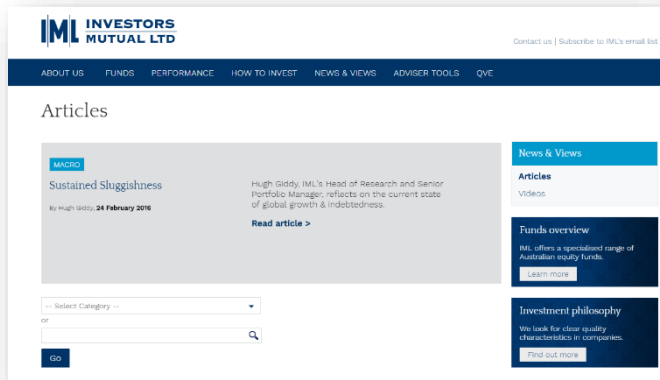 IML INVESTORS
MUTUAL LTD
Contact us | Subscribe to IML's email list
ABOUT US FUNDS PERFORMANCE HOW TO INVEST NEWS & VIEWS ADVISER TOOLS QVE
Articles
MACRO
Sustained Sluggishness
By Hugh Giddy, 24 February 2016
Hugh Giddy, IML's Head of Research and Senior
Portfolio Manager, reflects on the current state
of global growth & indebtedness.
Read article >
-- Select Category --
or
Go
News & Views
Articles
Videos
Funds overview
IML offers a specialised range of
Australian equity funds.
Learn more
Investment philosophy
We look for clear quality
characteristics in companies.
Find out more